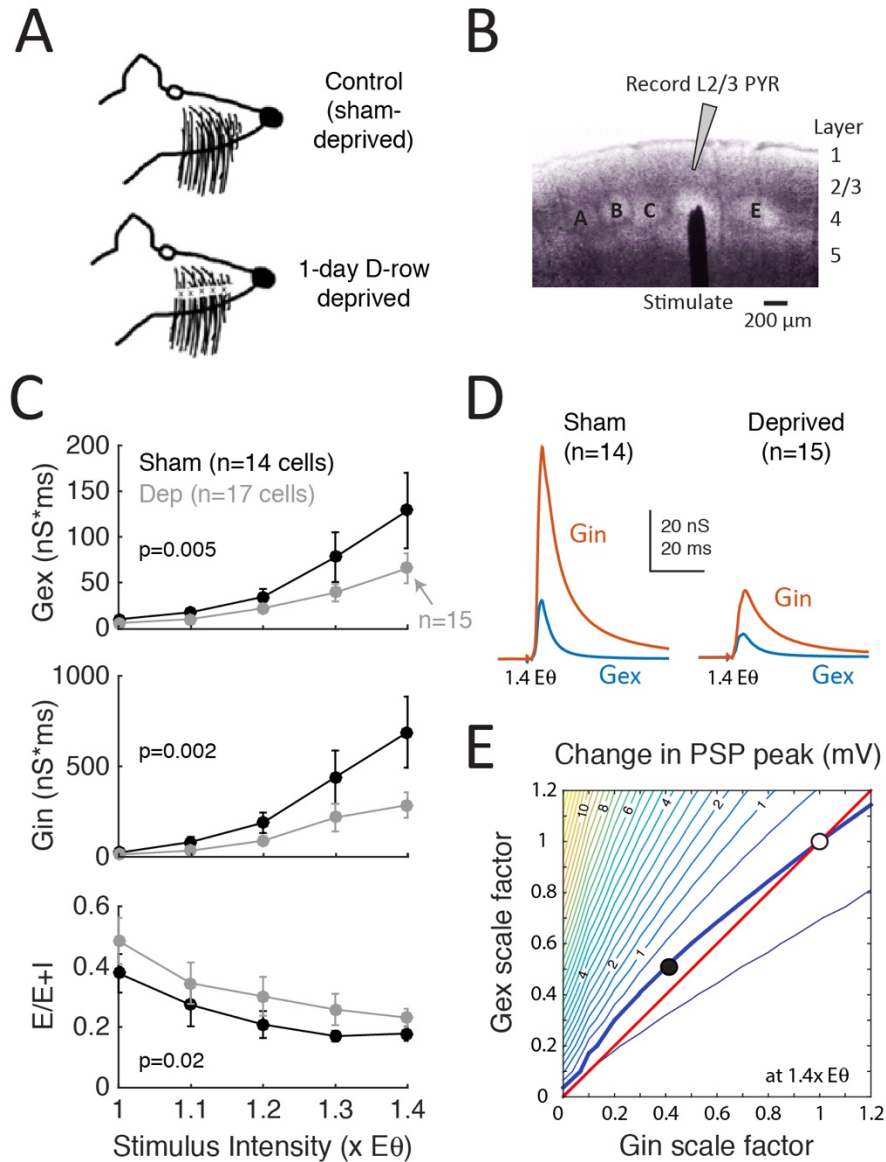 A
Control
(sham-
deprived)
1-day D-row
deprived
B
Record L2/3 PYR
Layer
1
2/3
4
5
A
B
C
E
Stimulate
200 µm
C
200
150
100
50
0
Gex (nS*ms)
Sham (n=14 cells)
Dep (n=17 cells)
p=0.005
n=15
1000
500
0
Gin (nS*ms)
p=0.002
0.6
0.4
0.2
0
E/E+I
p=0.02
1
1.1
1.2
1.3
1.4
Stimulus Intensity (x Eθ)
D
Sham
(n=14)
Deprived
(n=15)
20 nS
20 ms
Gin
Gex
1.4 Eθ
Gin
Gex
1.4 Eθ
E
Change in PSP peak (mV)
1.2
1
0.8
0.6
0.4
0.2
0
Gex scale factor
10
8
6
4
2
1
4
2
1
at 1.4x Eθ
0
0.2
0.4
0.6
0.8
1
1.2
Gin scale factor